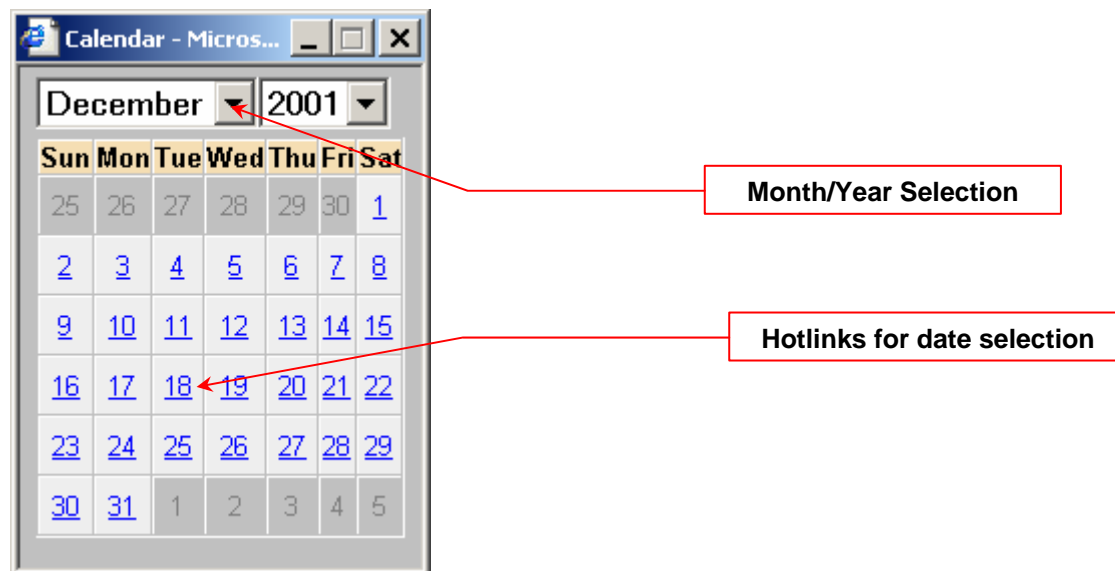 Calendar - Micros...
December 2001
Sun Mon Tue Wed Thu Fri Sat
25 26 27 28 29 30 1
Month/Year Selection
2 3 4 5 6 7 8
9 10 11 12 13 14 15
Hotlinks for date selection
16 17 18 19 20 21 22
23 24 25 26 27 28 29
30 31 1 2 3 4 5